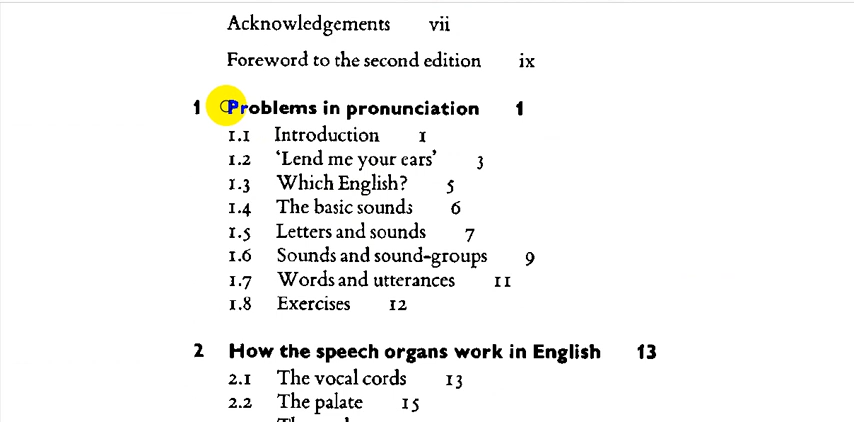 Acknowledgements vii
Foreword to the second edition ix
1 Problems in pronunciation 1
1.1 Introduction 1
1.2 ‘Lend me your ears’ 3
1.3 Which English? 5
1.4 The basic sounds 6
1.5 Letters and sounds 7
1.6 Sounds and sound-groups 9
1.7 Words and utterances 11
1.8 Exercises 12
2 How the speech organs work in English 13
2.1 The vocal cords 13
2.2 The palate 15